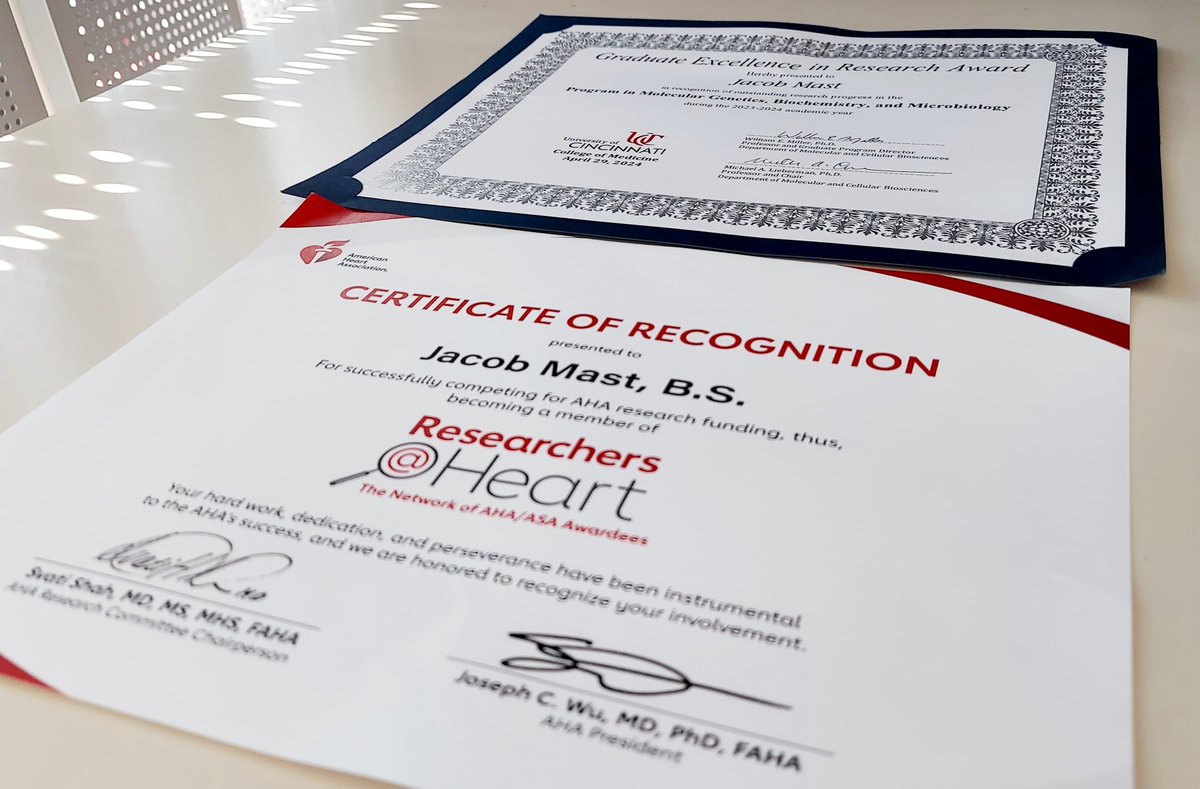 Graduate Excellence in Research Award
Hereby presented to
Jacob Mast
in recognition of outstanding research progress in the
Program in Molecular Genetics, Biochemistry, and Microbiology
during the 2023-2024 academic year
UC
University of
CINCINNATI
College of Medicine
April 29, 2024
William E. Miller, Ph.D.
Professor and Graduate Program Director
Department of Molecular and Cellular Biosciences
Michael A. Lieberman, Ph.D.
Professor and Chair
Department of Molecular and Cellular Biosciences
American
Heart
Association.
CERTIFICATE OF RECOGNITION
presented to
Jacob Mast, B.S.
For successfully competing for AHA research funding, thus,
becoming a member of
Researchers
@Heart
The Network of AHA/ASA Awardees
Your hard work, dedication, and perseverance have been instrumental
to the AHA's success, and we are honored to recognize your involvement.
Svati Shah, MD, MS, MHS, FAHA
AHA Research Committee Chairperson
Joseph C. Wu, MD, PhD, FAHA
AHA President